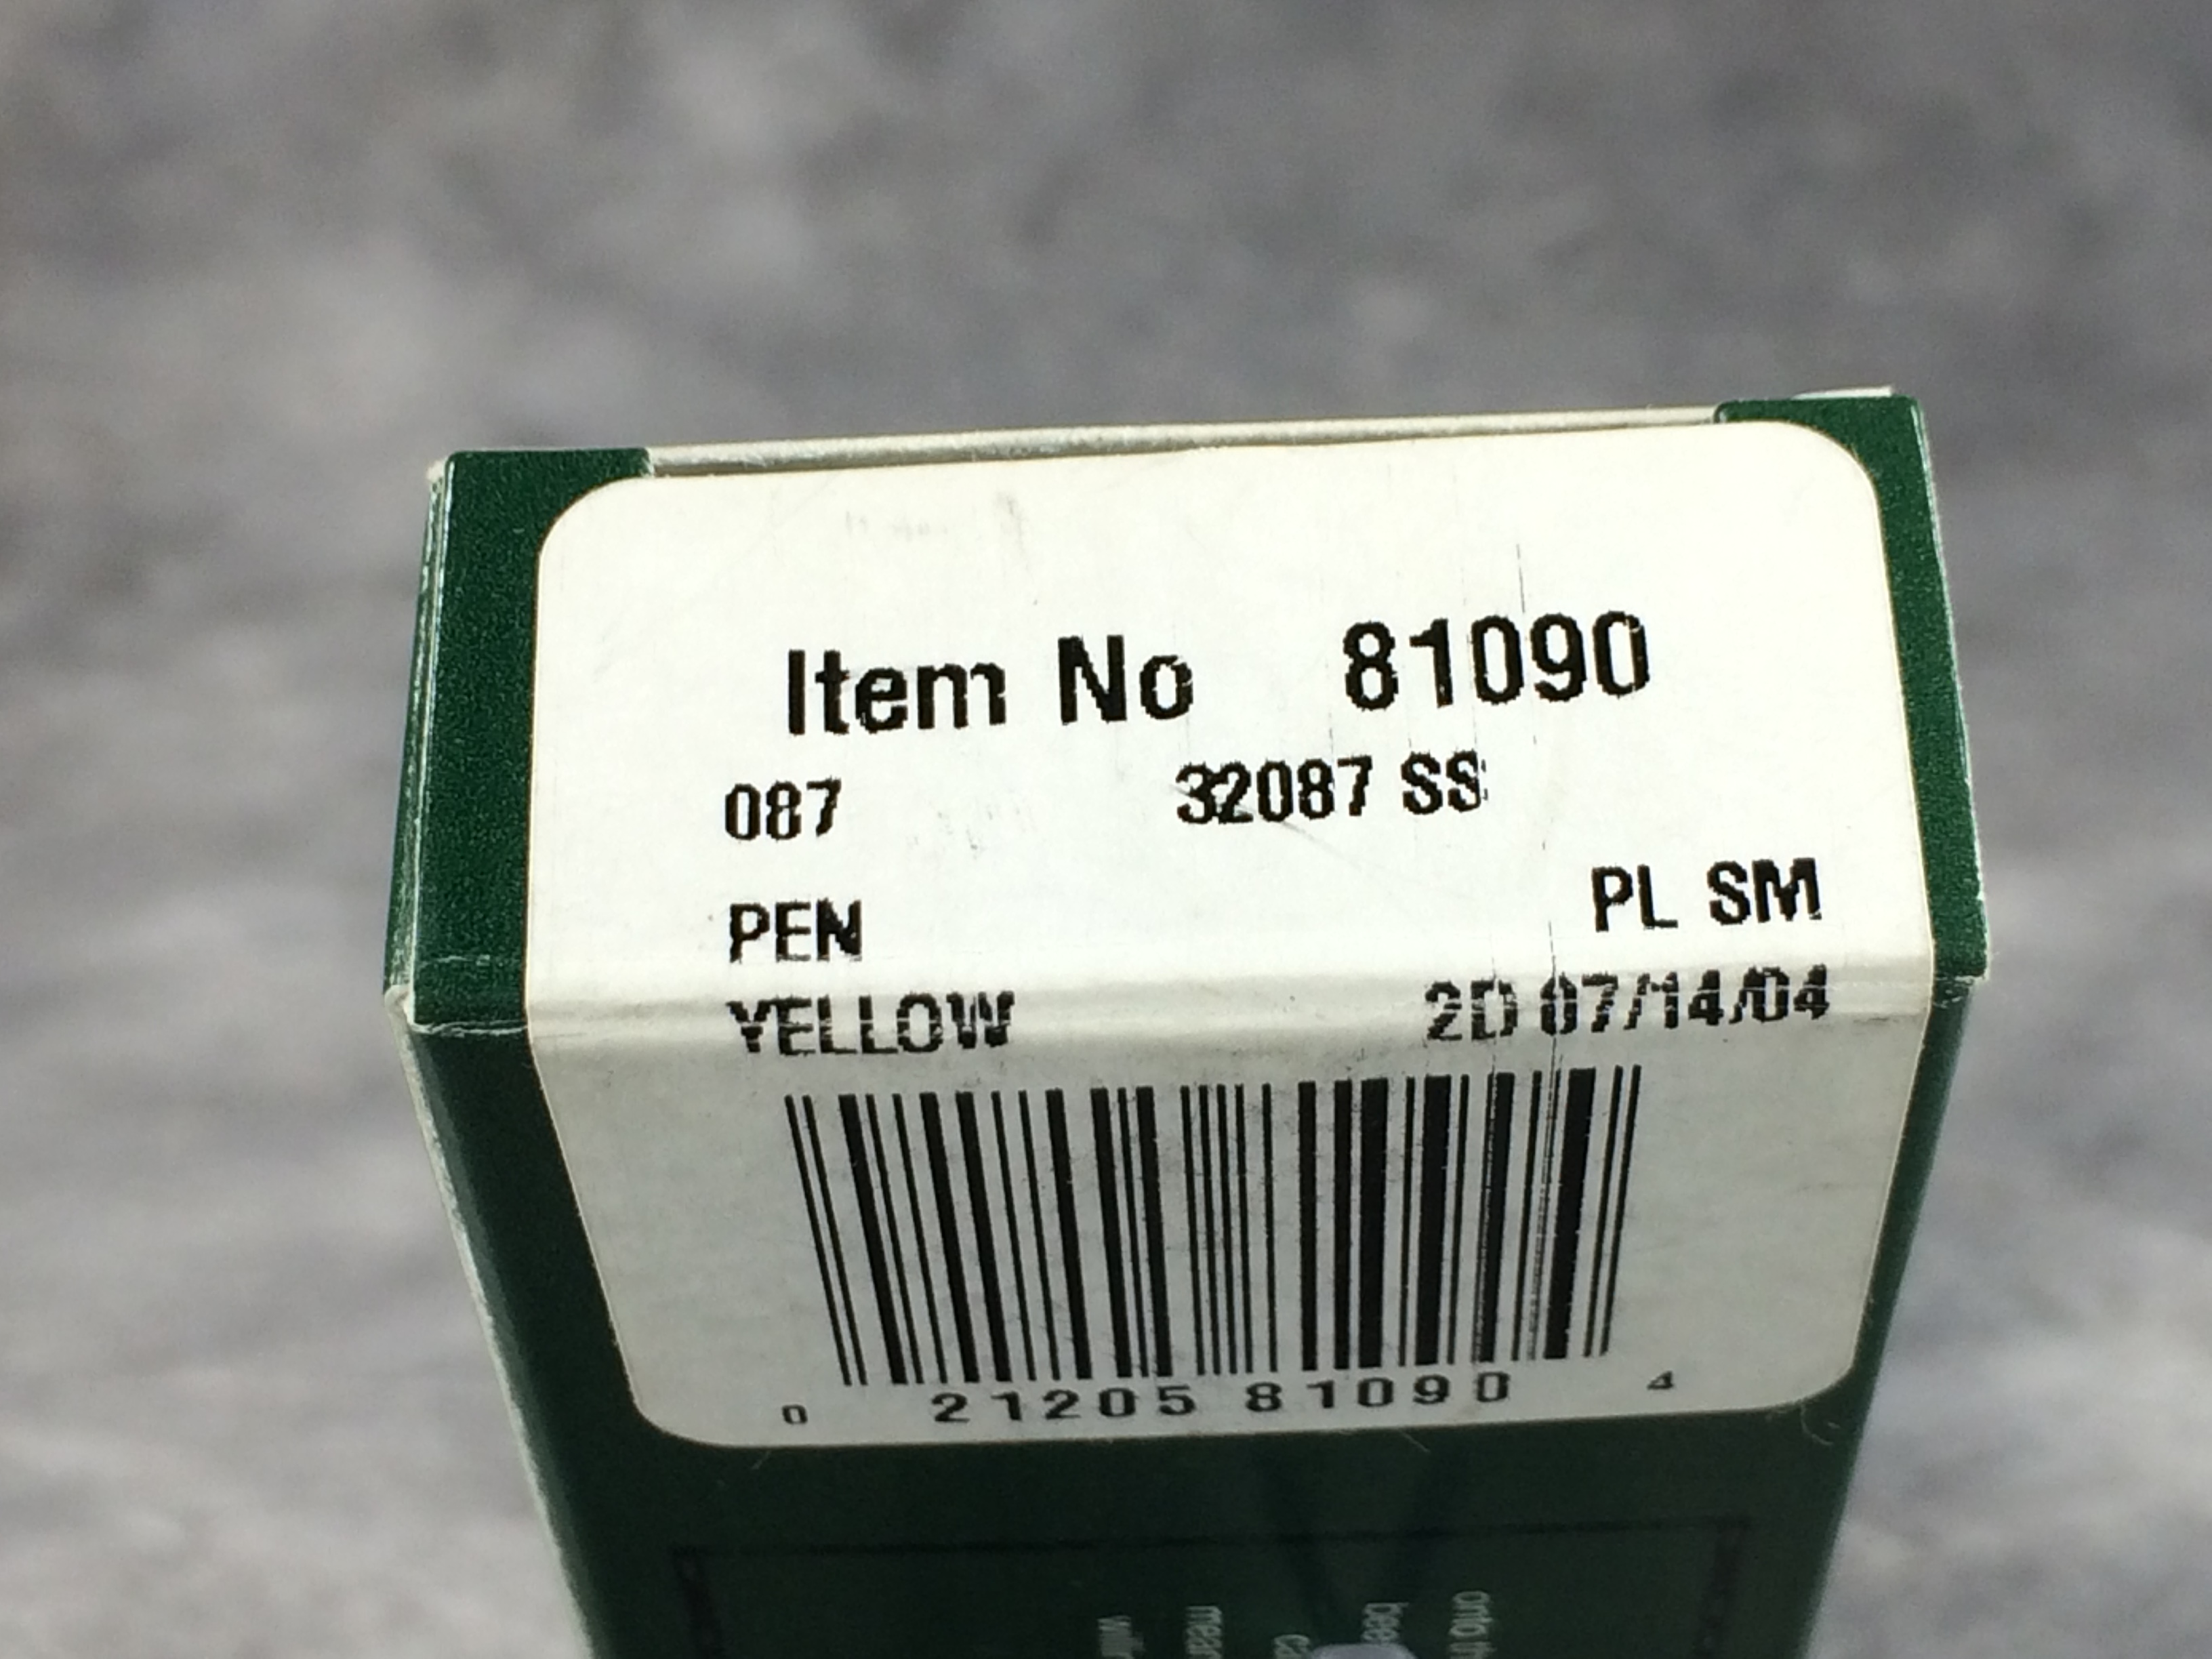 Item No 81090
087 32087 SS
PEN PL SM
YELLOW 2D 07/14/04
0 21205 81090 4